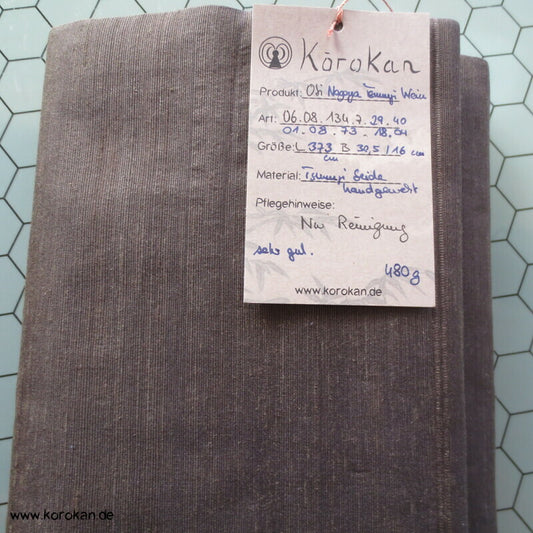 KōroKan
Produkt: Obi Nagoya Tsumugi Wein
Art: 06.08.134.7.29.40
01.08.73-18.04
Größe: L 373 B 30,5/16 cm
cm
Material: Tsumugi Seide
handgewebt
Pflegehinweise:
Nur Reinigung
sehr gut.
480g
www.korokan.de
www.korokan.de